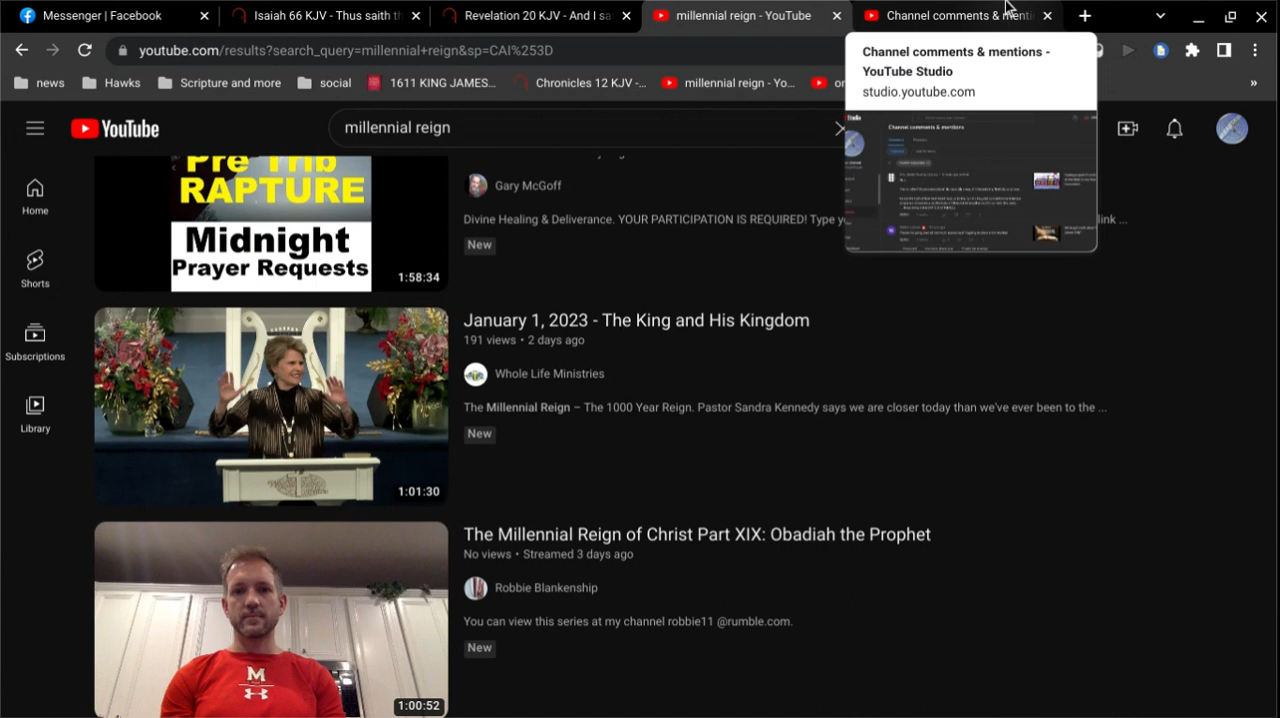 Messenger | Facebook
Isaiah 66 KJV - Thus saith th
Revelation 20 KJV - And I sa
millennial reign - YouTube
Channel comments & menti
youtube.com/results?search_query=millennial+reign&sp=CAI%253D
Channel comments & mentions -
YouTube Studio
studio.youtube.com
news
Hawks
Scripture and more
social
1611 KING JAMES...
Chronicles 12 KJV -...
millennial reign - Yo...
or
»
YouTube
millennial reign
Channel comments & mentions
Home
Shorts
Subscriptions
Library
Pre Trib
RAPTURE
Midnight
Prayer Requests
1:58:34
Gary McGoff
Divine Healing & Deliverance. YOUR PARTICIPATION IS REQUIRED! Type yo
link ...
New
January 1, 2023 - The King and His Kingdom
191 views • 2 days ago
Whole Life Ministries
The Millennial Reign – The 1000 Year Reign. Pastor Sandra Kennedy says we are closer today than we've ever been to the ...
New
1:01:30
The Millennial Reign of Christ Part XIX: Obadiah the Prophet
No views • Streamed 3 days ago
Robbie Blankenship
You can view this series at my channel robbie11 @rumble.com.
New
M
1:00:52